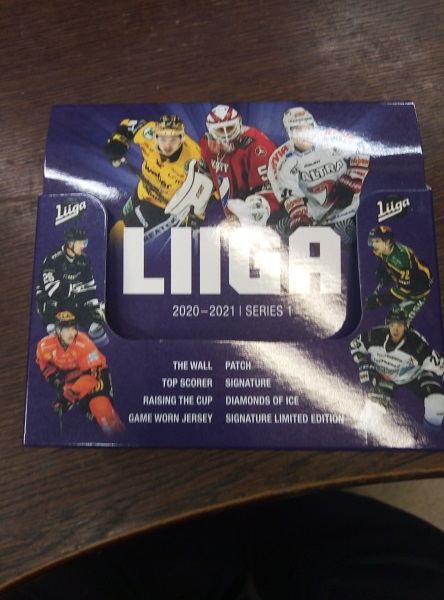 Liiga
Liiga
LIIGA
2020-2021 | SERIES 1
THE WALL PATCH
TOP SCORER SIGNATURE
RAISING THE CUP DIAMONDS OF ICE
GAME WORN JERSEY SIGNATURE LIMITED EDITION
72